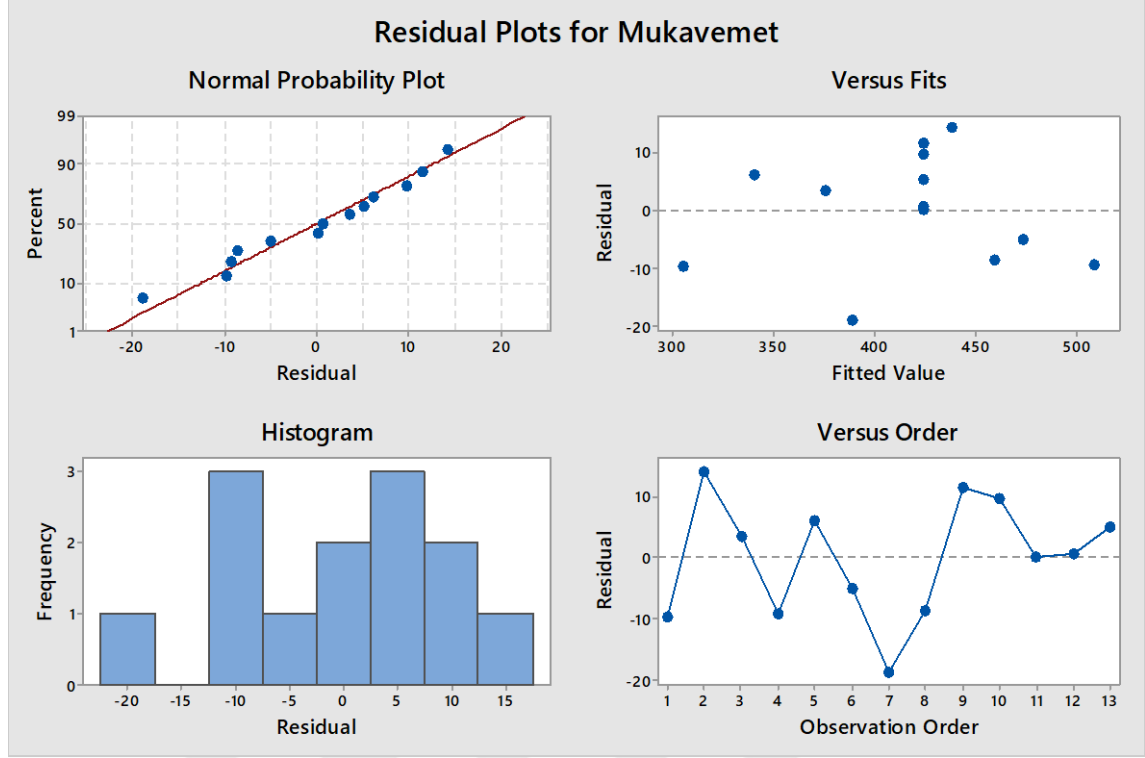 Residual Plots for Mukavemet
Normal Probability Plot
99
90
50
10
1
Percent
-20 -10 0 10 20
Residual
Versus Fits
10
0
-10
-20
Residual
300 350 400 450 500
Fitted Value
Histogram
3
2
1
0
Frequency
-20 -15 -10 -5 0 5 10 15
Residual
Versus Order
10
0
-10
-20
Residual
1 2 3 4 5 6 7 8 9 10 11 12 13
Observation Order